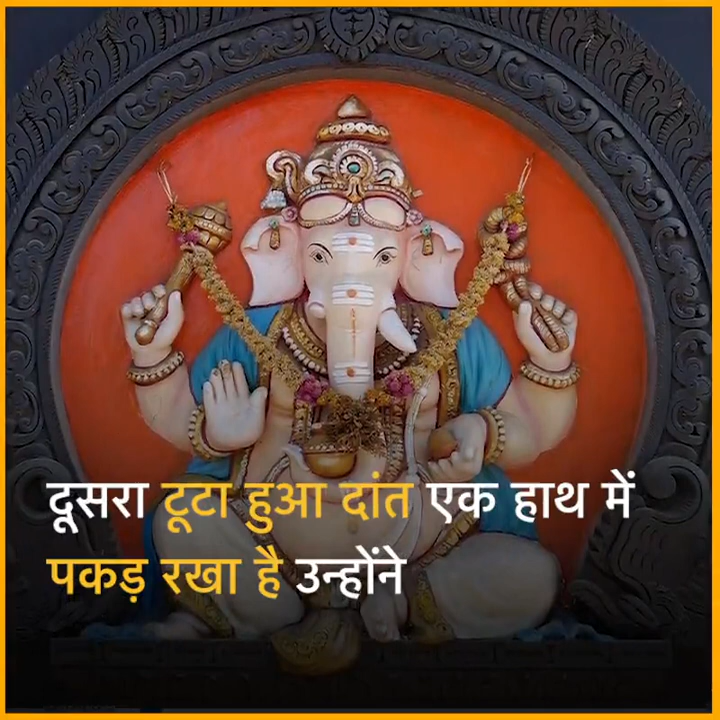 दूसरा टूटा हुआ दांत एक हाथ में
पकड़ रखा है उन्होंने